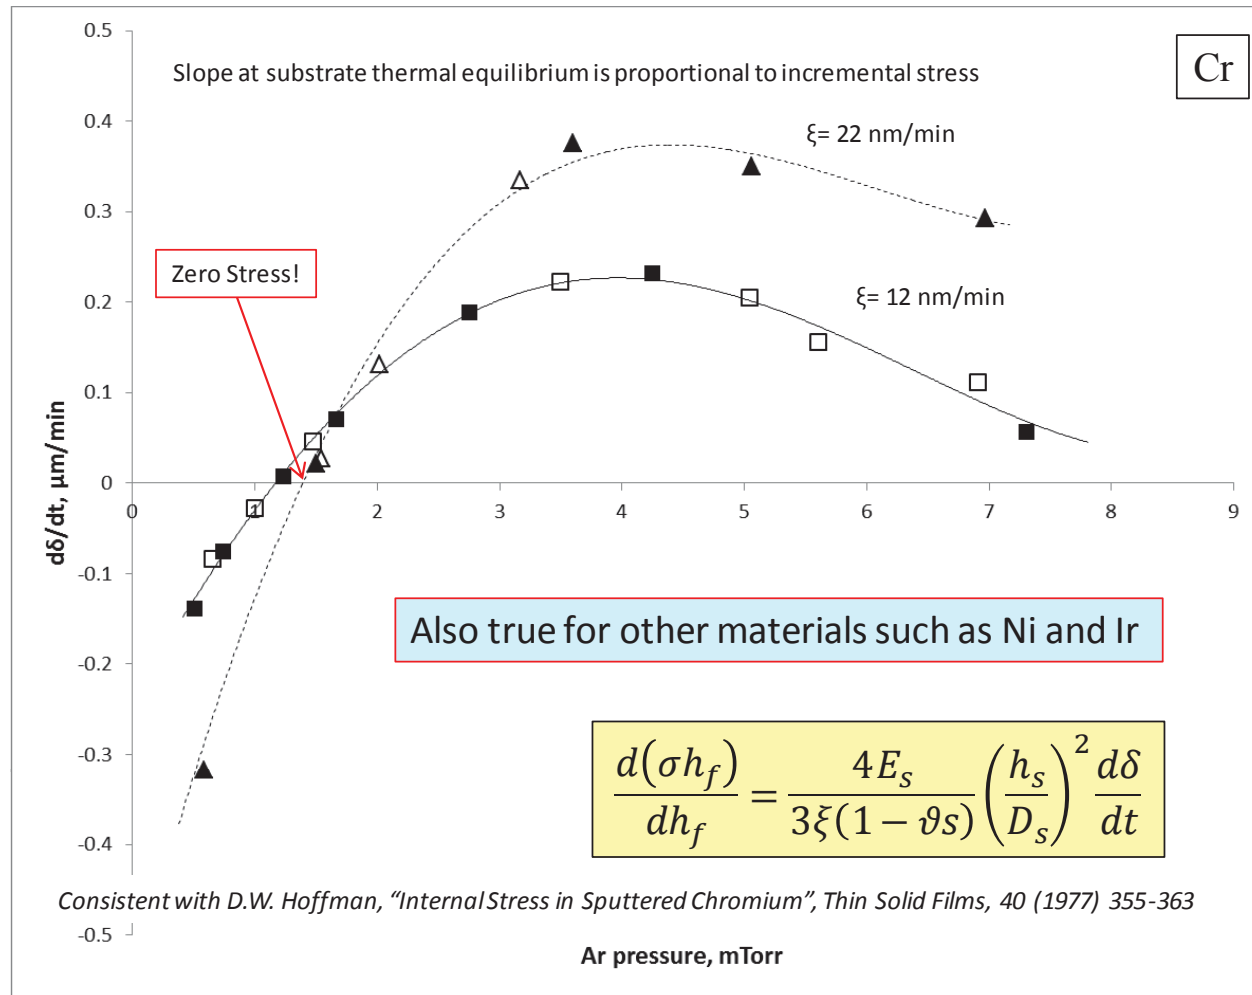 0.5
Slope at substrate thermal equilibrium is proportional to incremental stress
Cr
0.4
ξ= 22 nm/min
0.3
Zero Stress!
0.2
ξ= 12 nm/min
0.1
0
0 1 2 3 4 5 6 7 8 9
dδ/dt, μm/min
-0.1
Also true for other materials such as Ni and Ir
-0.2
-0.3
d(σh_f)/dh_f = 4E_s/3ξ(1 − ϑs) (h_s/D_s)^2 dδ/dt
-0.4
Consistent with D.W. Hoffman, “Internal Stress in Sputtered Chromium”, Thin Solid Films, 40 (1977) 355-363
-0.5
Ar pressure, mTorr